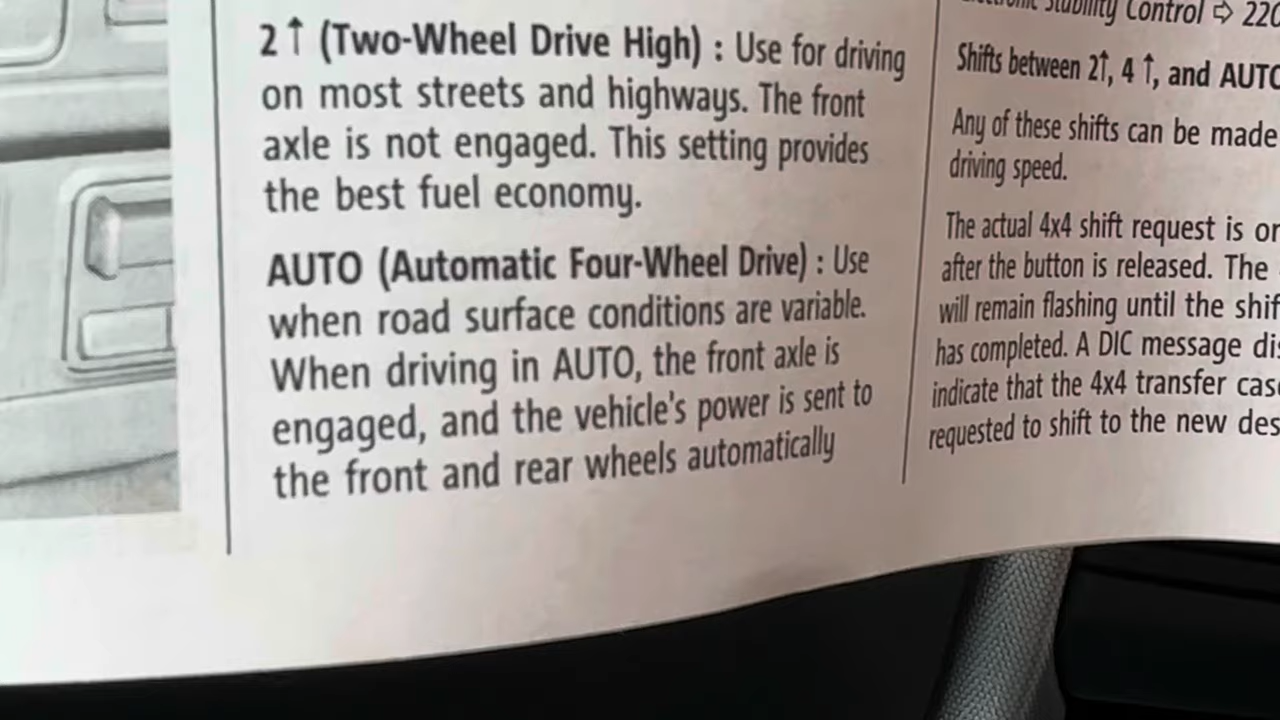 2 ↑ (Two-Wheel Drive High) : Use for driving
on most streets and highways. The front
axle is not engaged. This setting provides
the best fuel economy.
AUTO (Automatic Four-Wheel Drive) : Use
when road surface conditions are variable.
When driving in AUTO, the front axle is
engaged, and the vehicle's power is sent to
the front and rear wheels automatically
Stability Control ⇨ 220
Shifts between 2↑, 4 ↑, and AUTO
Any of these shifts can be made
driving speed.
The actual 4x4 shift request is
after the button is released. The
will remain flashing until the
has completed. A DIC message
indicate that the 4x4 transfer
requested to shift to the new